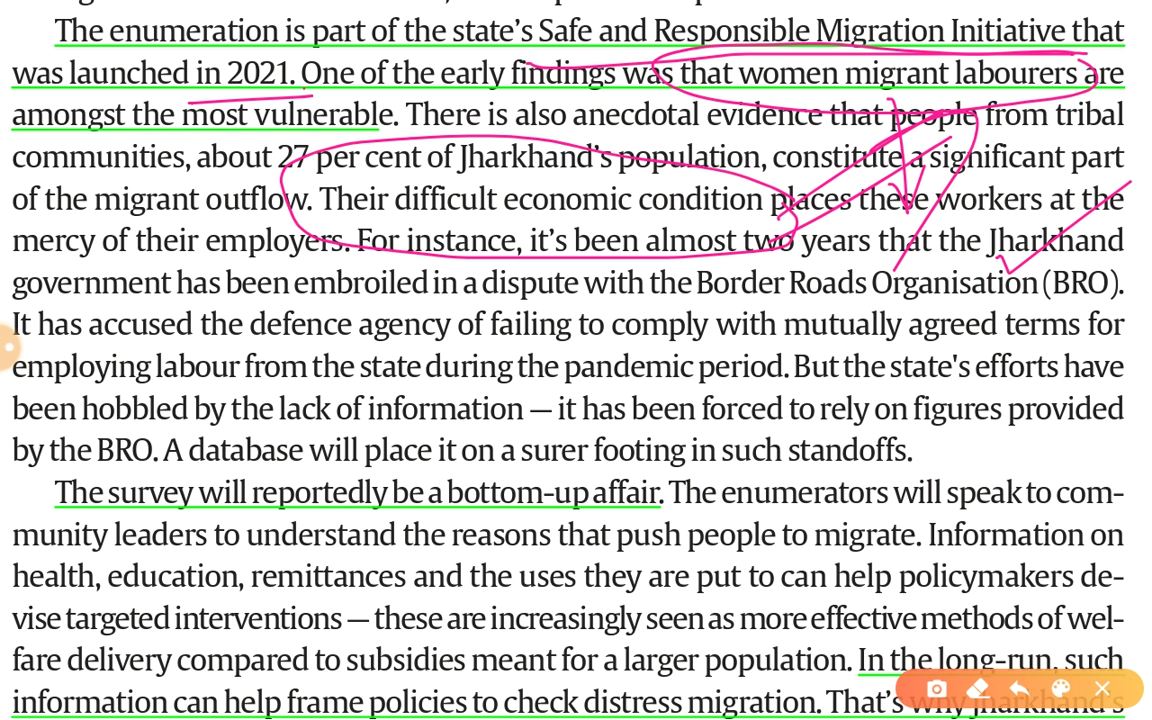 The enumeration is part of the state’s Safe and Responsible Migration Initiative that
was launched in 2021. One of the early findings was that women migrant labourers are
amongst the most vulnerable. There is also anecdotal evidence that people from tribal
communities, about 27 per cent of Jharkhand’s population, constitute a significant part
of the migrant outflow. Their difficult economic condition places these workers at the
mercy of their employers. For instance, it’s been almost two years that the Jharkhand
government has been embroiled in a dispute with the Border Roads Organisation (BRO).
It has accused the defence agency of failing to comply with mutually agreed terms for
employing labour from the state during the pandemic period. But the state's efforts have
been hobbled by the lack of information — it has been forced to rely on figures provided
by the BRO. A database will place it on a surer footing in such standoffs.
The survey will reportedly be a bottom-up affair. The enumerators will speak to com-
munity leaders to understand the reasons that push people to migrate. Information on
health, education, remittances and the uses they are put to can help policymakers de-
vise targeted interventions — these are increasingly seen as more effective methods of wel-
fare delivery compared to subsidies meant for a larger population. In the long-run, such
information can help frame policies to check distress migration. That’s why Jharkhand’s